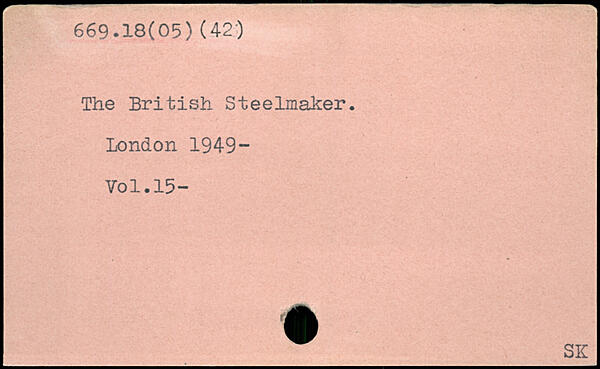 669.18(05)(42)
The British Steelmaker.
London 1949-
Vol.15-
SK